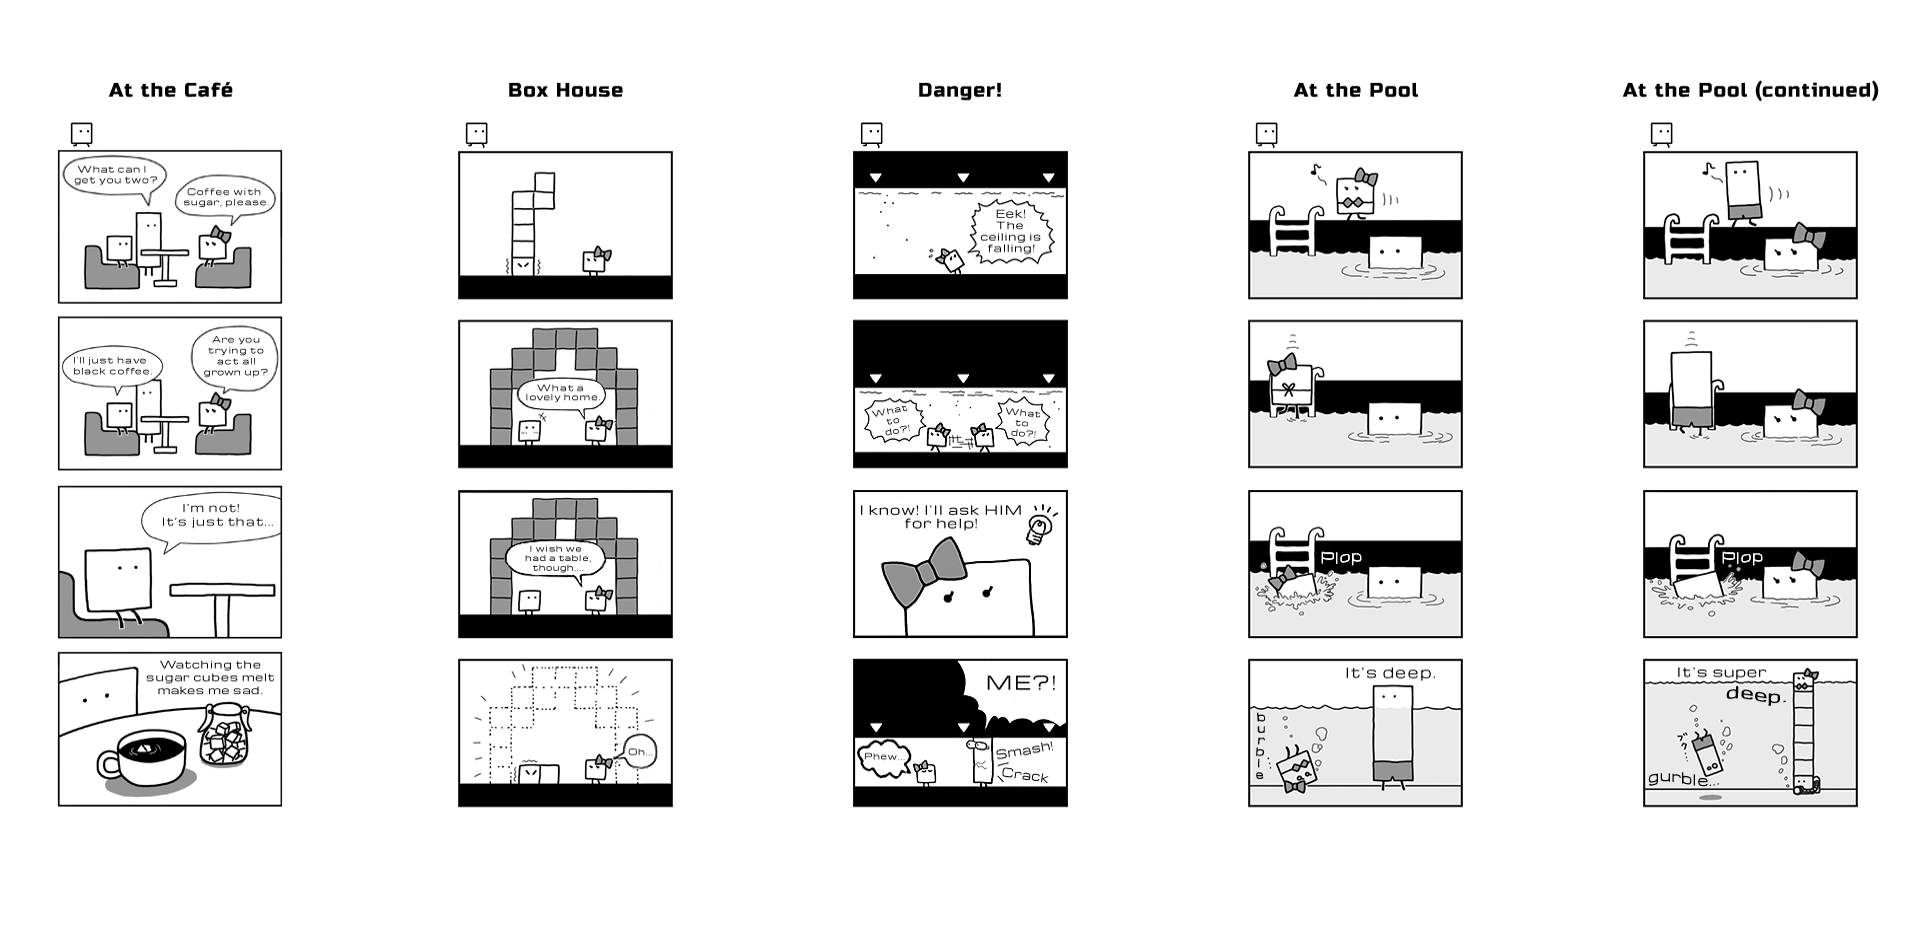 At the Café
What can I
get you two?
Coffee with
sugar, please.
I'll just have
black coffee.
Are you
trying to
act all
grown up?
I'm not!
It's just that...
Watching the
sugar cubes melt
makes me sad.
Box House
What a
lovely home.
I wish we
had a table,
though....
Oh...
Danger!
Eek!
The
ceiling is
falling!
What
to
do?!
What
to
do?!
I know! I'll ask HIM
for help!
ME?!
Phew...
Smash!
Crack
At the Pool
Plop
It's deep.
burble
At the Pool (continued)
Plop
It's super
deep.
gurble...